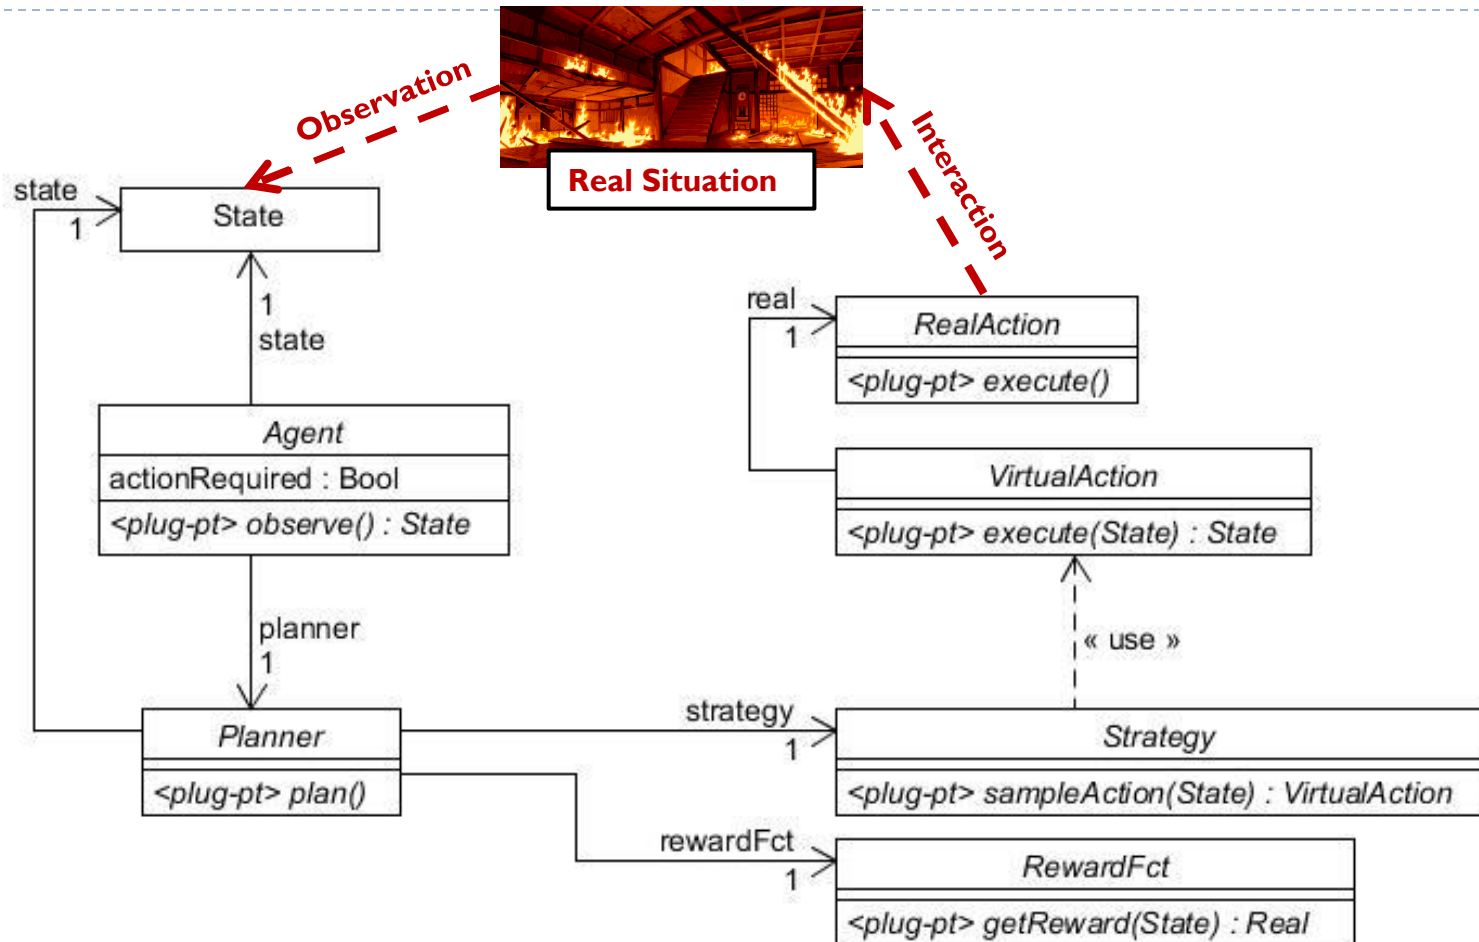 Observation
Interaction
Real Situation
state
1
State
1
state
real
1
RealAction
<plug-pt> execute()
Agent
actionRequired : Bool
<plug-pt> observe() : State
VirtualAction
<plug-pt> execute(State) : State
planner
1
« use »
Planner
<plug-pt> plan()
strategy
1
Strategy
<plug-pt> sampleAction(State) : VirtualAction
rewardFct
1
RewardFct
<plug-pt> getReward(State) : Real